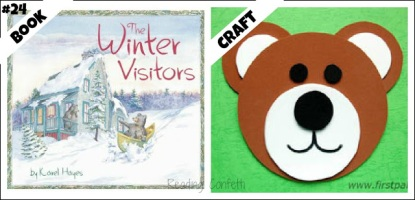 #24
BOOK
The
Winter
Visitors
by Karel Hayes
Reading Confetti
CRAFT
www.firstpa